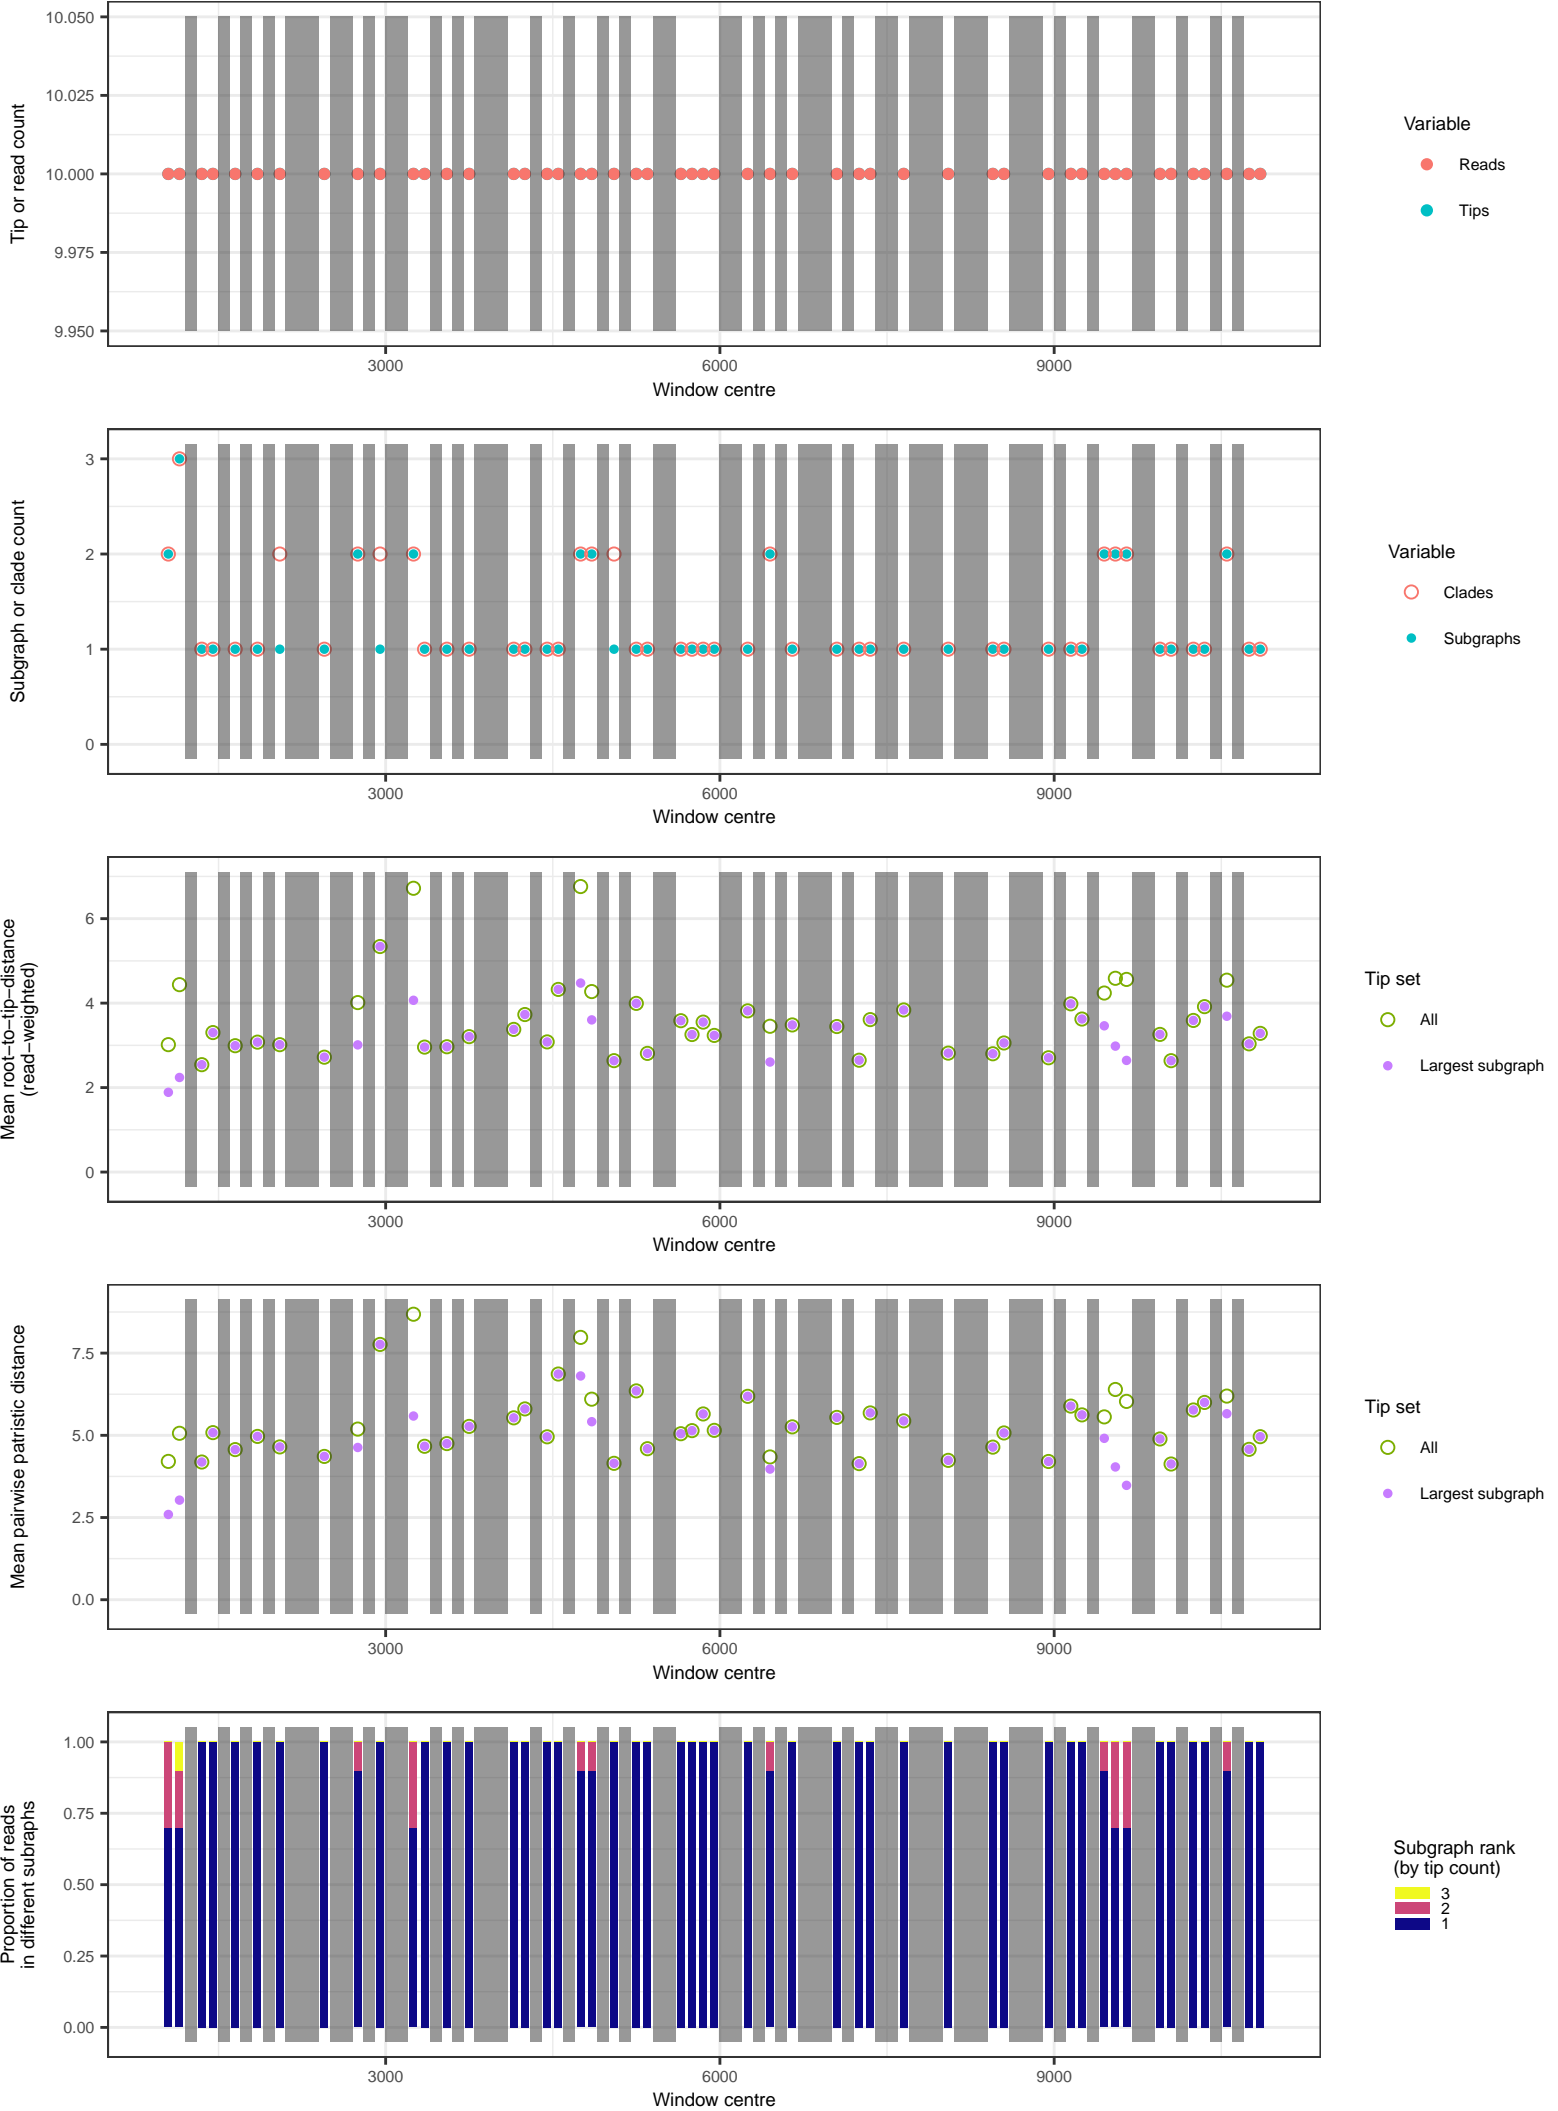 10.050
10.025
10.000
9.975
9.950
Tip or read count
3000
6000
9000
Window centre
Variable
Reads
Tips
3
2
1
0
Subgraph or clade count
3000
6000
9000
Window centre
Variable
Clades
Subgraphs
6
4
2
0
Mean root−to−tip−distance
(read−weighted)
3000
6000
9000
Window centre
Tip set
All
Largest subgraph
7.5
5.0
2.5
0.0
Mean pairwise patristic distance
3000
6000
9000
Window centre
Tip set
All
Largest subgraph
1.00
0.75
0.50
0.25
0.00
Proportion of reads
in different subraphs
3000
6000
9000
Window centre
Subgraph rank
(by tip count)
3
2
1